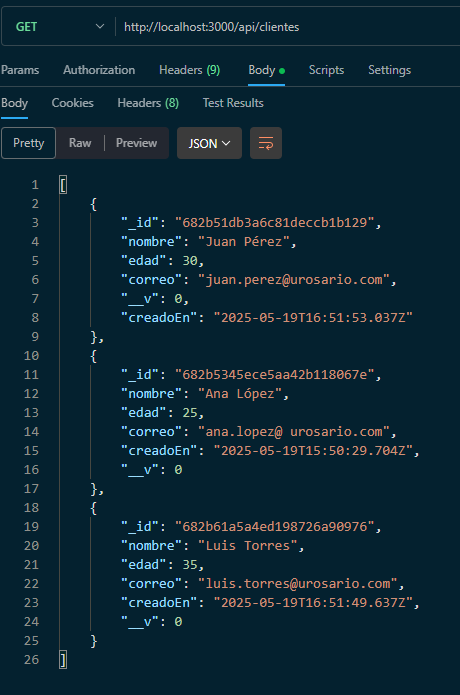 GET http://localhost:3000/api/clientes
Params Authorization Headers (9) Body Scripts Settings
Body Cookies Headers (8) Test Results
Pretty Raw Preview JSON
1 [
2 {
3 "_id": "682b51db3a6c81deccb1b129",
4 "nombre": "Juan Pérez",
5 "edad": 30,
6 "correo": "juan.perez@urosario.com",
7 "__v": 0,
8 "creadoEn": "2025-05-19T16:51:53.037Z"
9 },
10 {
11 "_id": "682b5345ece5aa42b118067e",
12 "nombre": "Ana López",
13 "edad": 25,
14 "correo": "ana.lopez@ urosario.com",
15 "creadoEn": "2025-05-19T15:50:29.704Z",
16 "__v": 0
17 },
18 {
19 "_id": "682b61a5a4ed198726a90976",
20 "nombre": "Luis Torres",
21 "edad": 35,
22 "correo": "luis.torres@urosario.com",
23 "creadoEn": "2025-05-19T16:51:49.637Z",
24 "__v": 0
25 }
26 ]